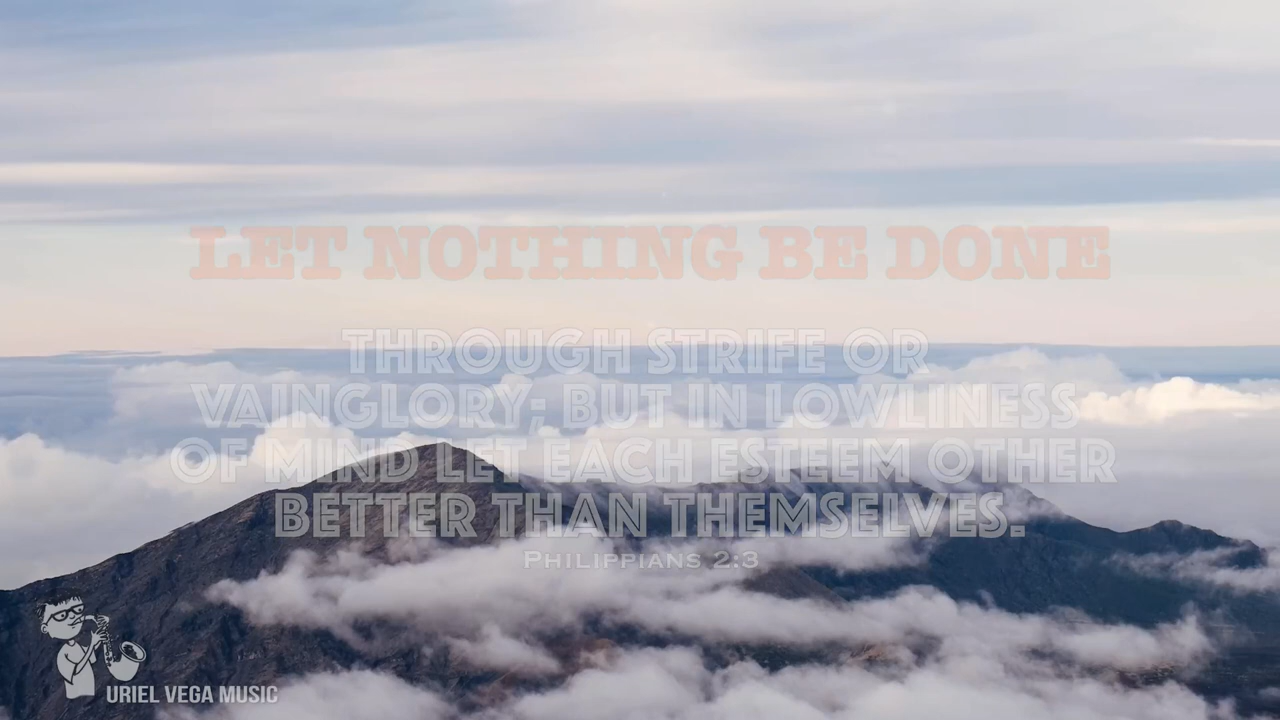 LET NOTHING BE DONE
THROUGH STRIFE OR
VAINGLORY; BUT IN LOWLINESS
OF MIND LET EACH ESTEEM OTHER
BETTER THAN THEMSELVES.
PHILIPPIANS 2:3
URIEL VEGA MUSIC